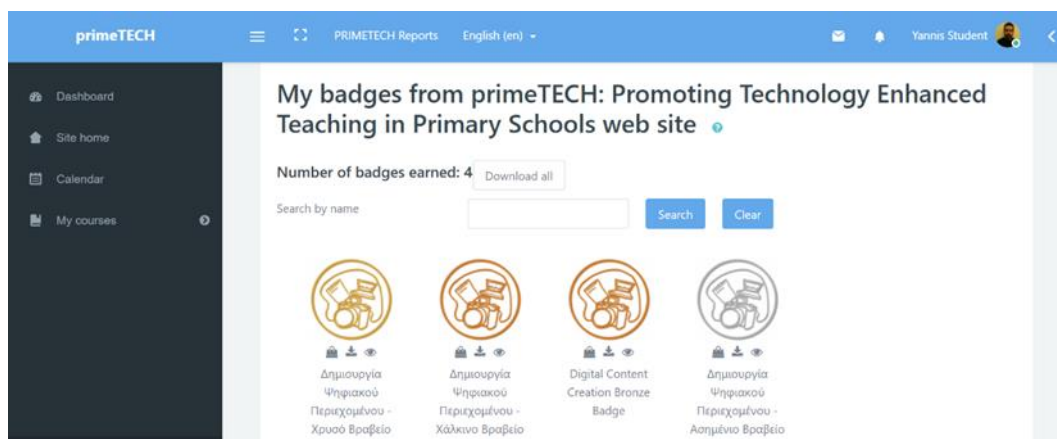 primeTECH
PRIMETECH Reports
English (en)
Yannis Student
Dashboard
Site home
Calendar
My courses
My badges from primeTECH: Promoting Technology Enhanced
Teaching in Primary Schools web site
Number of badges earned: 4
Download all
Search by name
Search
Clear
Δημιουργία
Ψηφιακού
Περιεχομένου -
Χρυσό Βραβείο
Δημιουργία
Ψηφιακού
Περιεχομένου -
Χάλκινο Βραβείο
Digital Content
Creation Bronze
Badge
Δημιουργία
Ψηφιακού
Περιεχομένου -
Ασημένιο Βραβείο